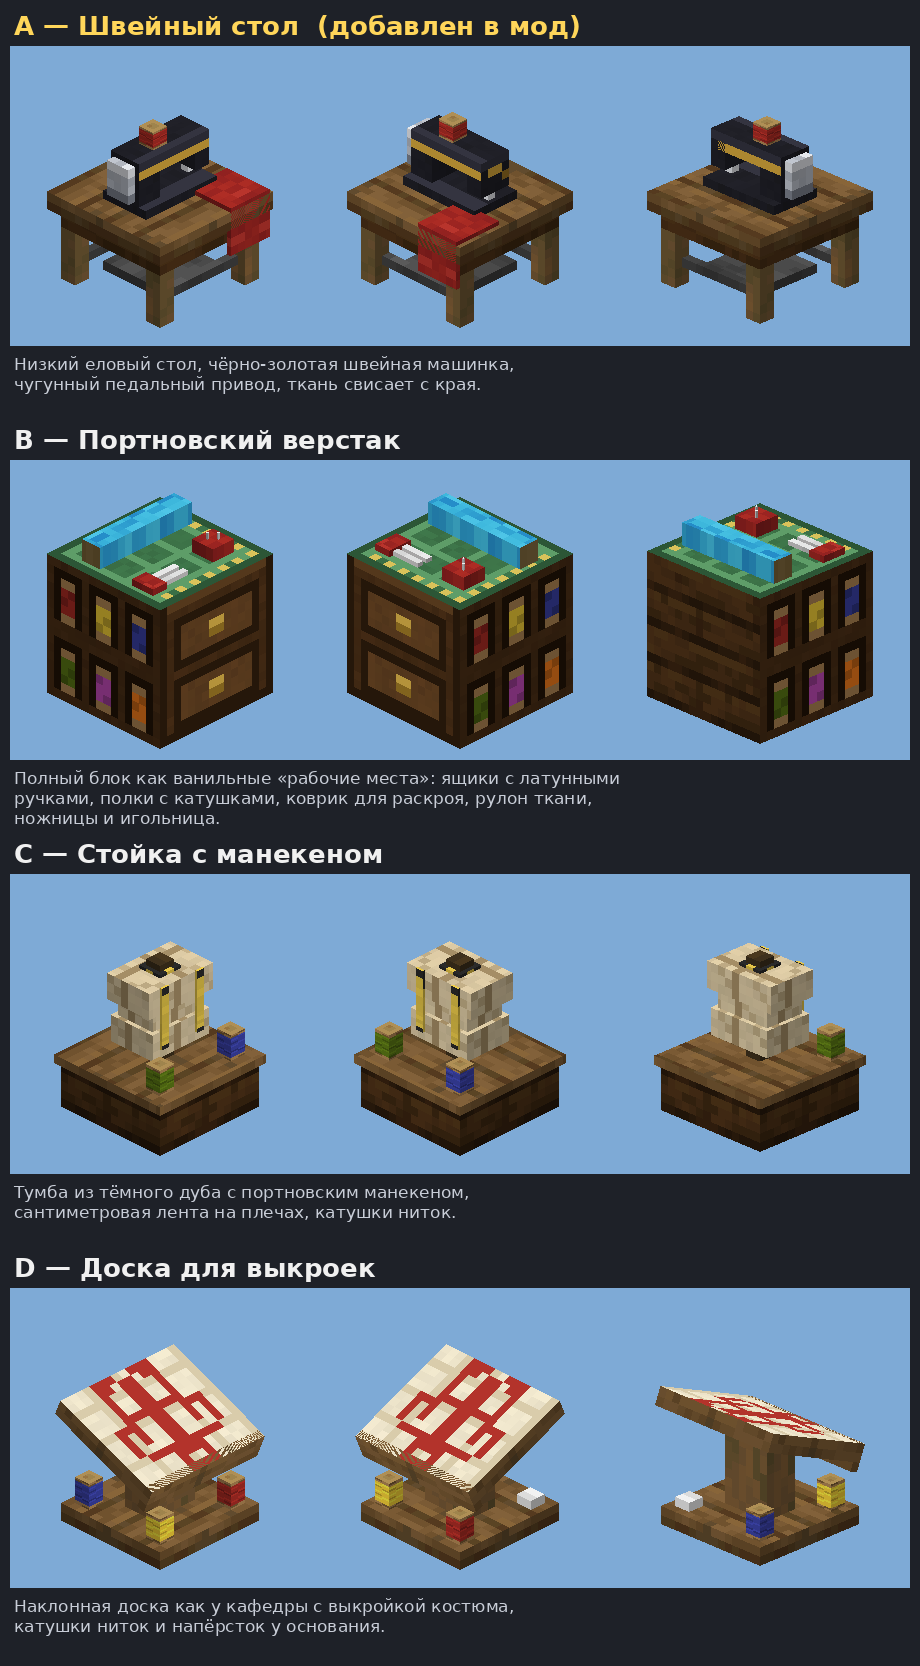 A — Швейный стол (добавлен в мод)
Низкий еловый стол, чёрно-золотая швейная машинка,
чугунный педальный привод, ткань свисает с края.
B — Портновский верстак
Полный блок как ванильные «рабочие места»: ящики с латунными
ручками, полки с катушками, коврик для раскроя, рулон ткани,
ножницы и игольница.
C — Стойка с манекеном
Тумба из тёмного дуба с портновским манекеном,
сантиметровая лента на плечах, катушки ниток.
D — Доска для выкроек
Наклонная доска как у кафедры с выкройкой костюма,
катушки ниток и напёрсток у основания.